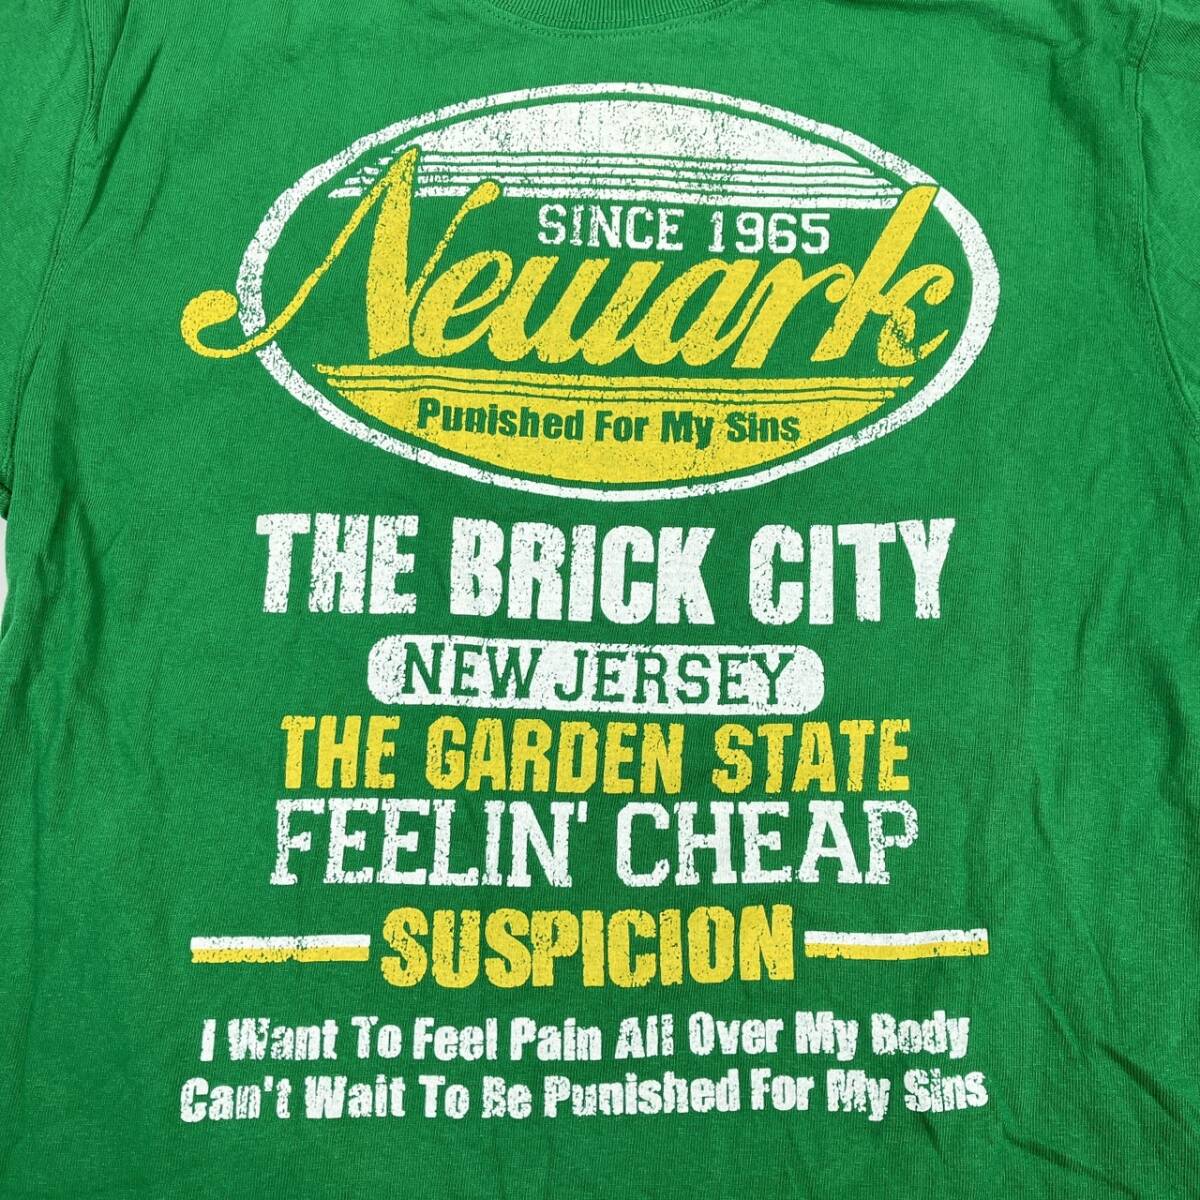 SINCE 1965
Newark
Punished For My Sins
THE BRICK CITY
NEW JERSEY
THE GARDEN STATE
FEELIN' CHEAP
SUSPICION
I Want To Feel Pain All Over My Body
Can't Wait To Be Punished For My Sins